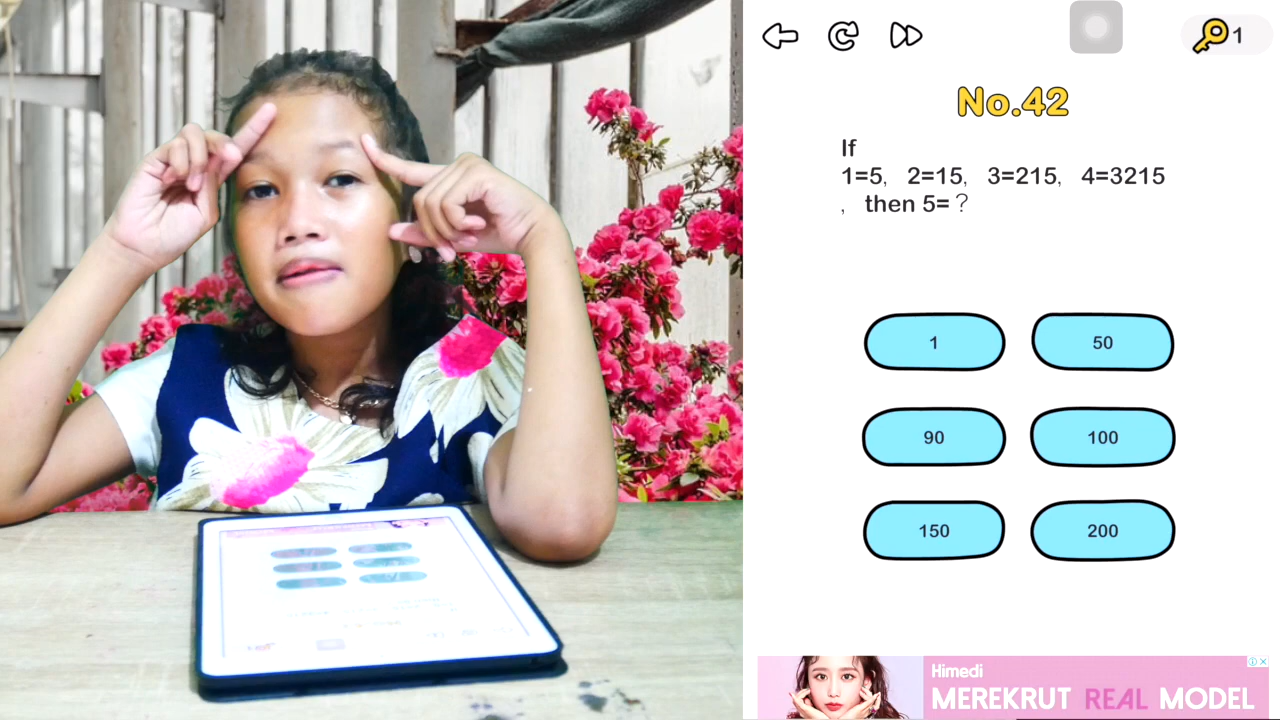 1
No.42
If
1=5, 2=15, 3=215, 4=3215
, then 5=？
1
50
90
100
150
200
Himedi
MEREKRUT REAL MODEL